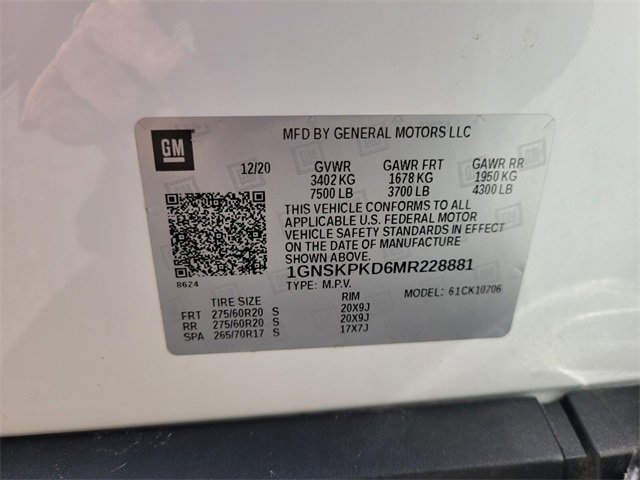 GM
MFD BY GENERAL MOTORS LLC
12/20 GVWR GAWR FRT GAWR RR
3402 KG 1678 KG 1950 KG
7500 LB 3700 LB 4300 LB
THIS VEHICLE CONFORMS TO ALL
APPLICABLE U.S. FEDERAL MOTOR
VEHICLE SAFETY STANDARDS IN EFFECT
ON THE DATE OF MANUFACTURE
SHOWN ABOVE.
8624
1GNSKPKD6MR228881
TYPE: M.P.V. MODEL: 61CK10706
TIRE SIZE RIM
FRT 275/60R20 S 20X9J
RR 275/60R20 S 20X9J
SPA 265/70R17 S 17X7J